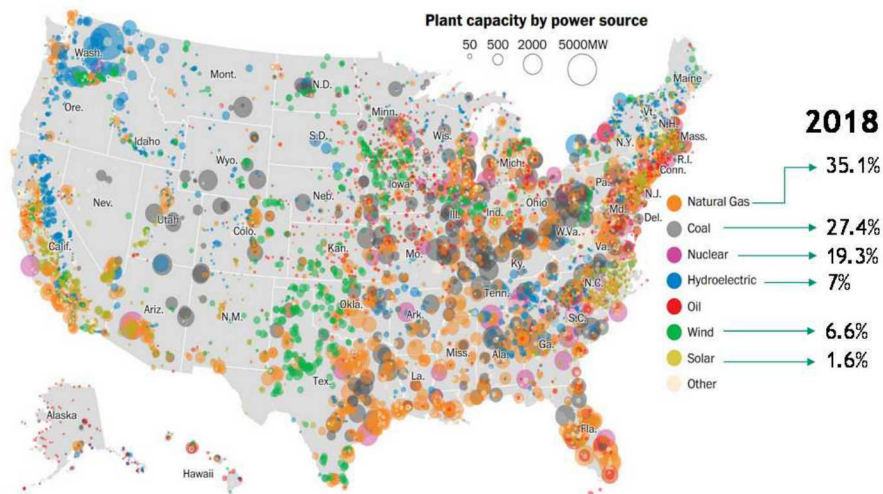 Plant capacity by power source
50 500 2000 5000MW
Wash.
Mont.
N.D.
Minn.
Maine
Ore.
Idaho
S.D.
Wis.
Vt.
N.H.
Mass.
N.Y.
Mich.
R.I.
Conn.
Wyo.
Iowa
Pa.
N.J.
Nev.
Utah
Neb.
Ill.
Ind.
Ohio
Md.
Del.
Calif.
Colo.
Kan.
Mo.
W.Va.
Va.
Ky.
N.C.
Tenn.
Ariz.
N.M.
Okla.
Ark.
S.C.
Miss.
Ala.
Ga.
Tex.
La.
Fla.
Alaska
Hawaii
2018
Natural Gas 35.1%
Coal 27.4%
Nuclear 19.3%
Hydroelectric 7%
Oil
Wind 6.6%
Solar 1.6%
Other